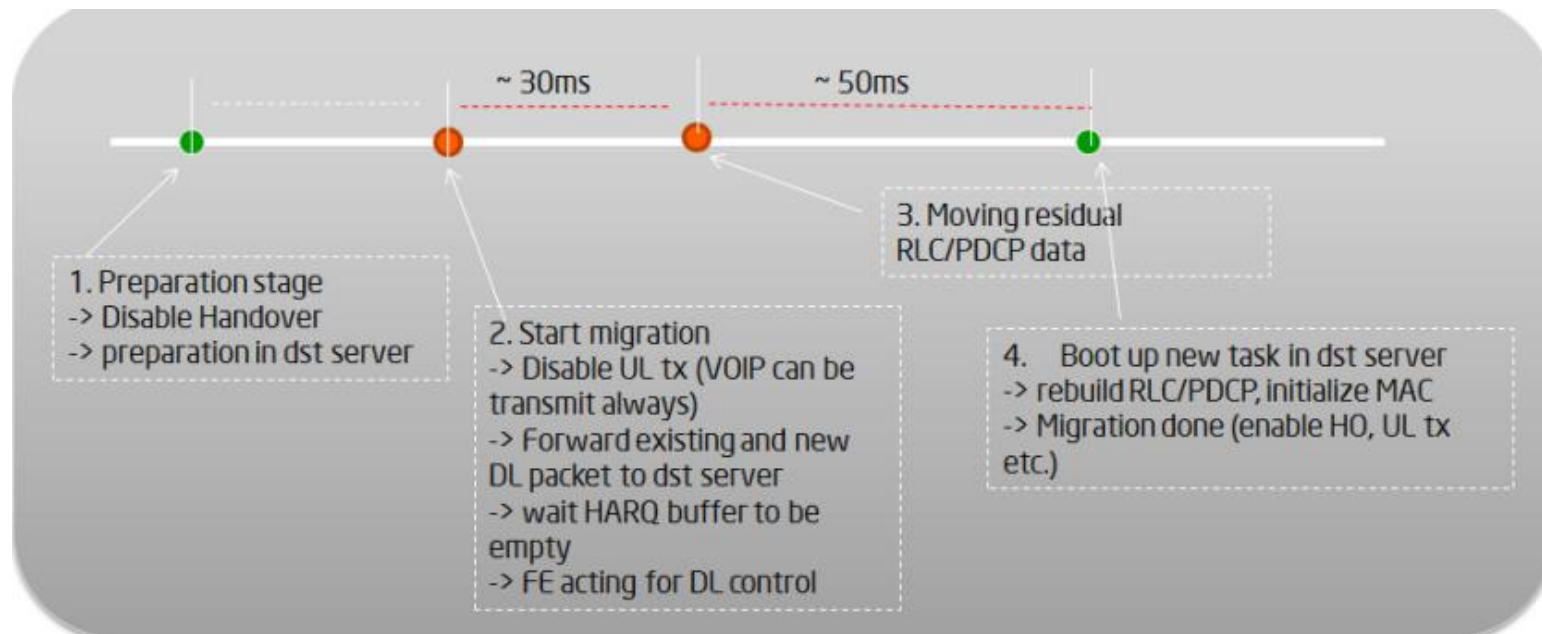 ~ 30ms
~ 50ms
1. Preparation stage
-> Disable Handover
-> preparation in dst server
2. Start migration
-> Disable UL tx (VOIP can be
transmit always)
-> Forward existing and new
DL packet to dst server
-> wait HARQ buffer to be
empty
-> FE acting for DL control
3. Moving residual
RLC/PDCP data
4. Boot up new task in dst server
-> rebuild RLC/PDCP, initialize MAC
-> Migration done (enable HO, UL tx
etc.)